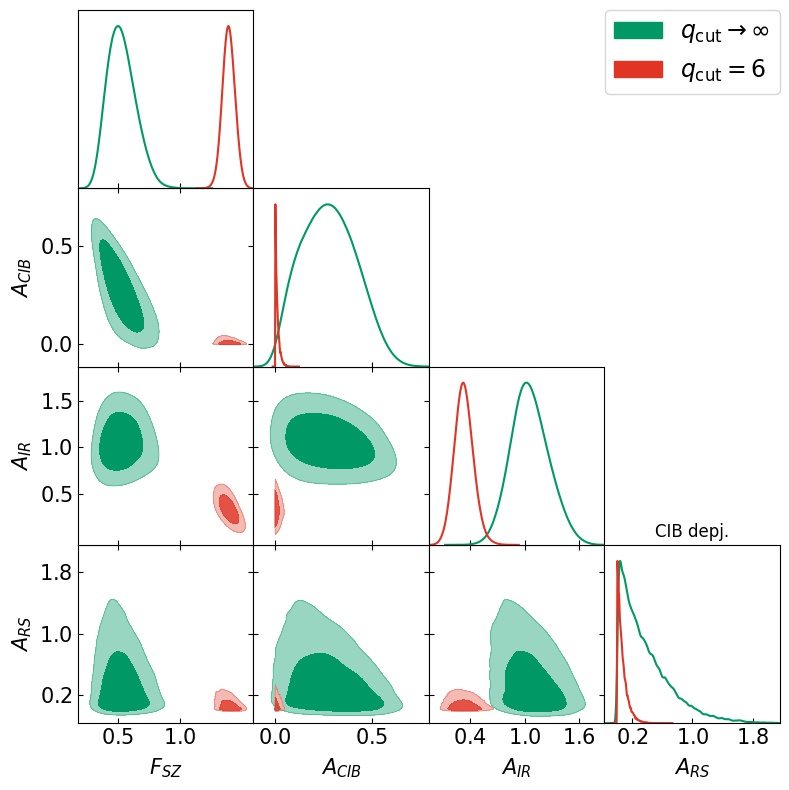 q_cut → ∞
q_cut = 6
A_CIB
0.5
0.0
A_IR
1.5
1.0
0.5
CIB depj.
A_RS
1.8
1.0
0.2
0.5 1.0 0.0 0.5 0.4 1.0 1.6 0.2 1.0 1.8
F_SZ A_CIB A_IR A_RS